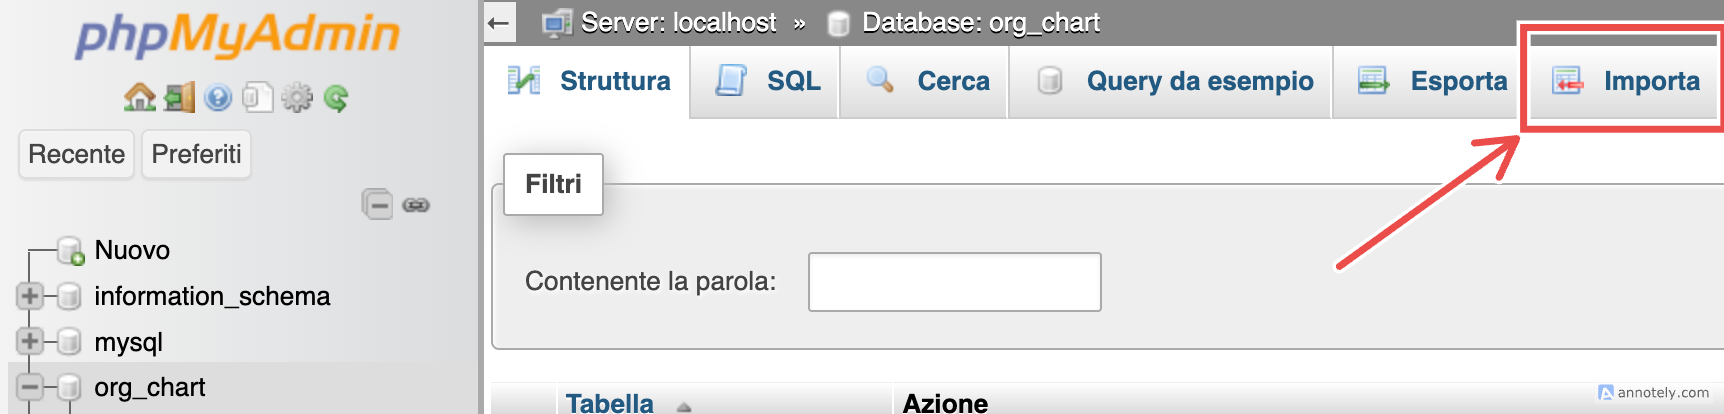 phpMyAdmin
Recente Preferiti
Nuovo
information_schema
mysql
org_chart
Server: localhost » Database: org_chart
Struttura SQL Cerca Query da esempio Esporta Importa
Filtri
Contenente la parola:
Tabella Azione
annotely.com